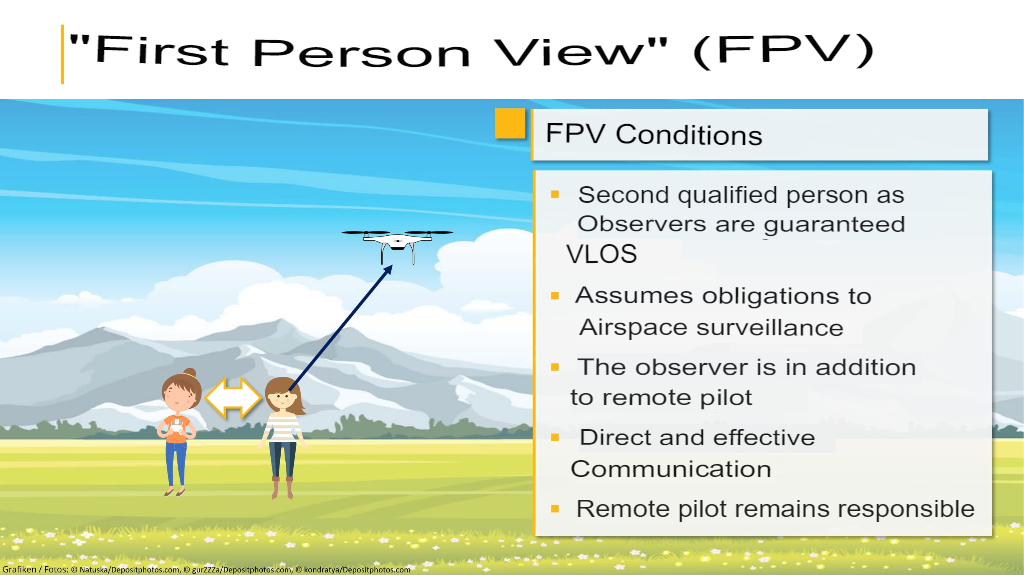 "First Person View" (FPV)
FPV Conditions
Second qualified person as
Observers are guaranteed
VLOS
Assumes obligations to
Airspace surveillance
The observer is in addition
to remote pilot
Direct and effective
Communication
Remote pilot remains responsible
Grafiken / Fotos: © Natuska/Depositphotos.com, © gurZZZa/Depositphotos.com, © kondratya/Depositphotos.com